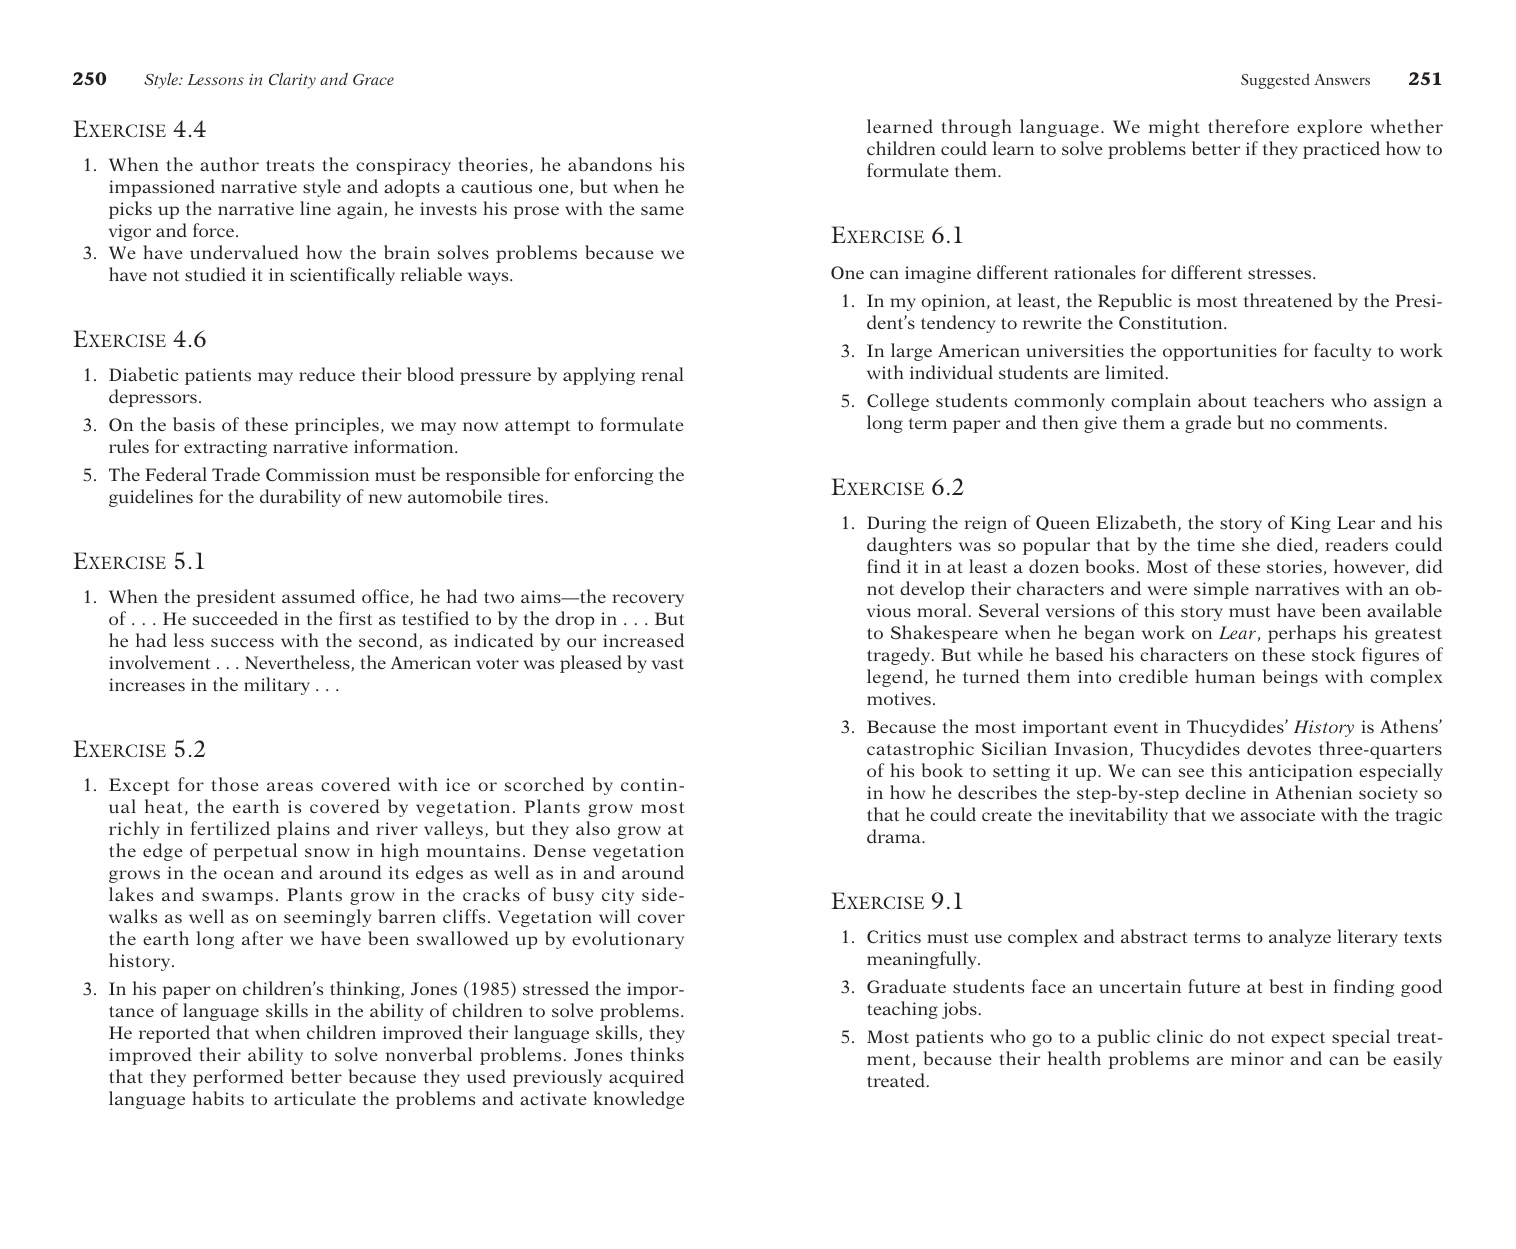 250 Style: Lessons in Clarity and Grace
EXERCISE 4.4
1. When the author treats the conspiracy theories, he abandons his
impassioned narrative style and adopts a cautious one, but when he
picks up the narrative line again, he invests his prose with the same
vigor and force.
3. We have undervalued how the brain solves problems because we
have not studied it in scientifically reliable ways.
EXERCISE 4.6
1. Diabetic patients may reduce their blood pressure by applying renal
depressors.
3. On the basis of these principles, we may now attempt to formulate
rules for extracting narrative information.
5. The Federal Trade Commission must be responsible for enforcing the
guidelines for the durability of new automobile tires.
EXERCISE 5.1
1. When the president assumed office, he had two aims—the recovery
of . . . He succeeded in the first as testified to by the drop in . . . But
he had less success with the second, as indicated by our increased
involvement . . . Nevertheless, the American voter was pleased by vast
increases in the military . . .
EXERCISE 5.2
1. Except for those areas covered with ice or scorched by contin-
ual heat, the earth is covered by vegetation. Plants grow most
richly in fertilized plains and river valleys, but they also grow at
the edge of perpetual snow in high mountains. Dense vegetation
grows in the ocean and around its edges as well as in and around
lakes and swamps. Plants grow in the cracks of busy city side-
walks as well as on seemingly barren cliffs. Vegetation will cover
the earth long after we have been swallowed up by evolutionary
history.
3. In his paper on children’s thinking, Jones (1985) stressed the impor-
tance of language skills in the ability of children to solve problems.
He reported that when children improved their language skills, they
improved their ability to solve nonverbal problems. Jones thinks
that they performed better because they used previously acquired
language habits to articulate the problems and activate knowledge
Suggested Answers 251
learned through language. We might therefore explore whether
children could learn to solve problems better if they practiced how to
formulate them.
EXERCISE 6.1
One can imagine different rationales for different stresses.
1. In my opinion, at least, the Republic is most threatened by the Presi-
dent’s tendency to rewrite the Constitution.
3. In large American universities the opportunities for faculty to work
with individual students are limited.
5. College students commonly complain about teachers who assign a
long term paper and then give them a grade but no comments.
EXERCISE 6.2
1. During the reign of Queen Elizabeth, the story of King Lear and his
daughters was so popular that by the time she died, readers could
find it in at least a dozen books. Most of these stories, however, did
not develop their characters and were simple narratives with an ob-
vious moral. Several versions of this story must have been available
to Shakespeare when he began work on Lear, perhaps his greatest
tragedy. But while he based his characters on these stock figures of
legend, he turned them into credible human beings with complex
motives.
3. Because the most important event in Thucydides’ History is Athens’
catastrophic Sicilian Invasion, Thucydides devotes three-quarters
of his book to setting it up. We can see this anticipation especially
in how he describes the step-by-step decline in Athenian society so
that he could create the inevitability that we associate with the tragic
drama.
EXERCISE 9.1
1. Critics must use complex and abstract terms to analyze literary texts
meaningfully.
3. Graduate students face an uncertain future at best in finding good
teaching jobs.
5. Most patients who go to a public clinic do not expect special treat-
ment, because their health problems are minor and can be easily
treated.